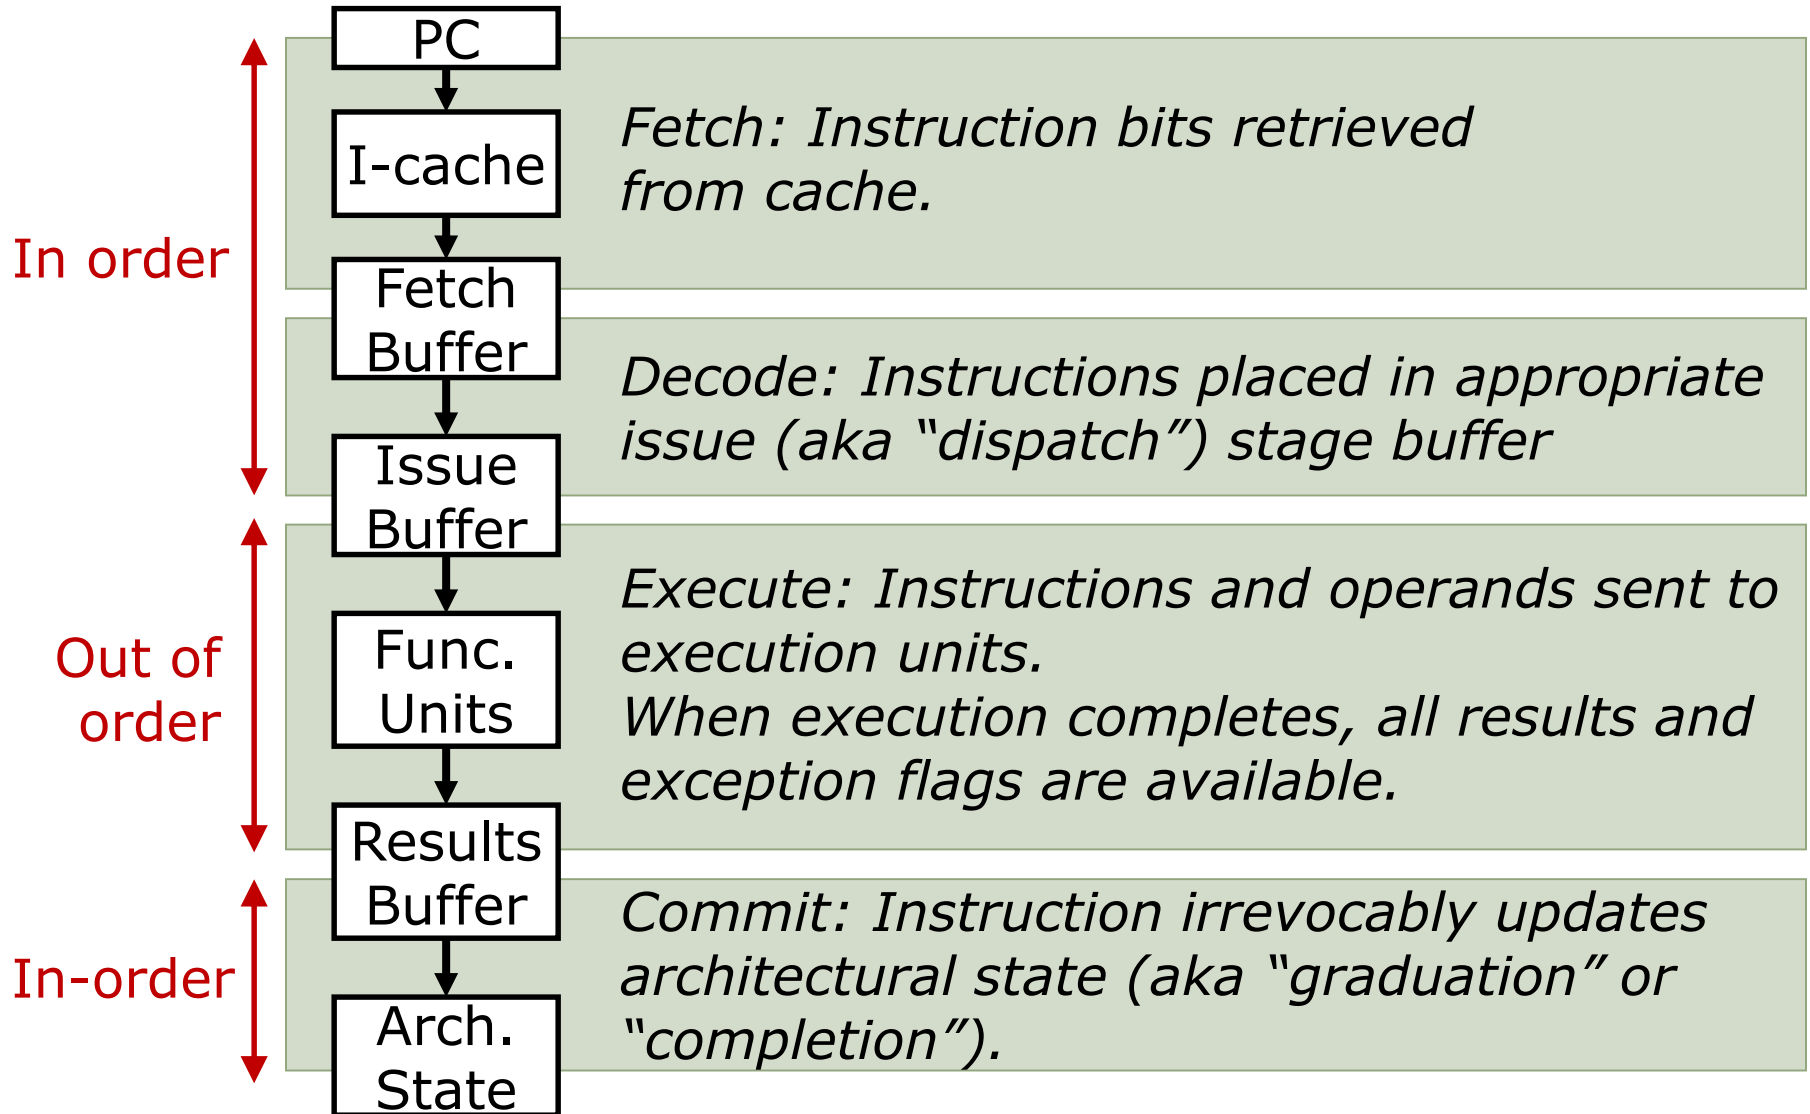 PC
I-cache
Fetch: Instruction bits retrieved
from cache.
In order
Fetch
Buffer
Decode: Instructions placed in appropriate
issue (aka “dispatch”) stage buffer
Issue
Buffer
Execute: Instructions and operands sent to
execution units.
When execution completes, all results and
exception flags are available.
Out of
order
Func.
Units
Results
Buffer
Commit: Instruction irrevocably updates
architectural state (aka “graduation” or
“completion”).
In-order
Arch.
State